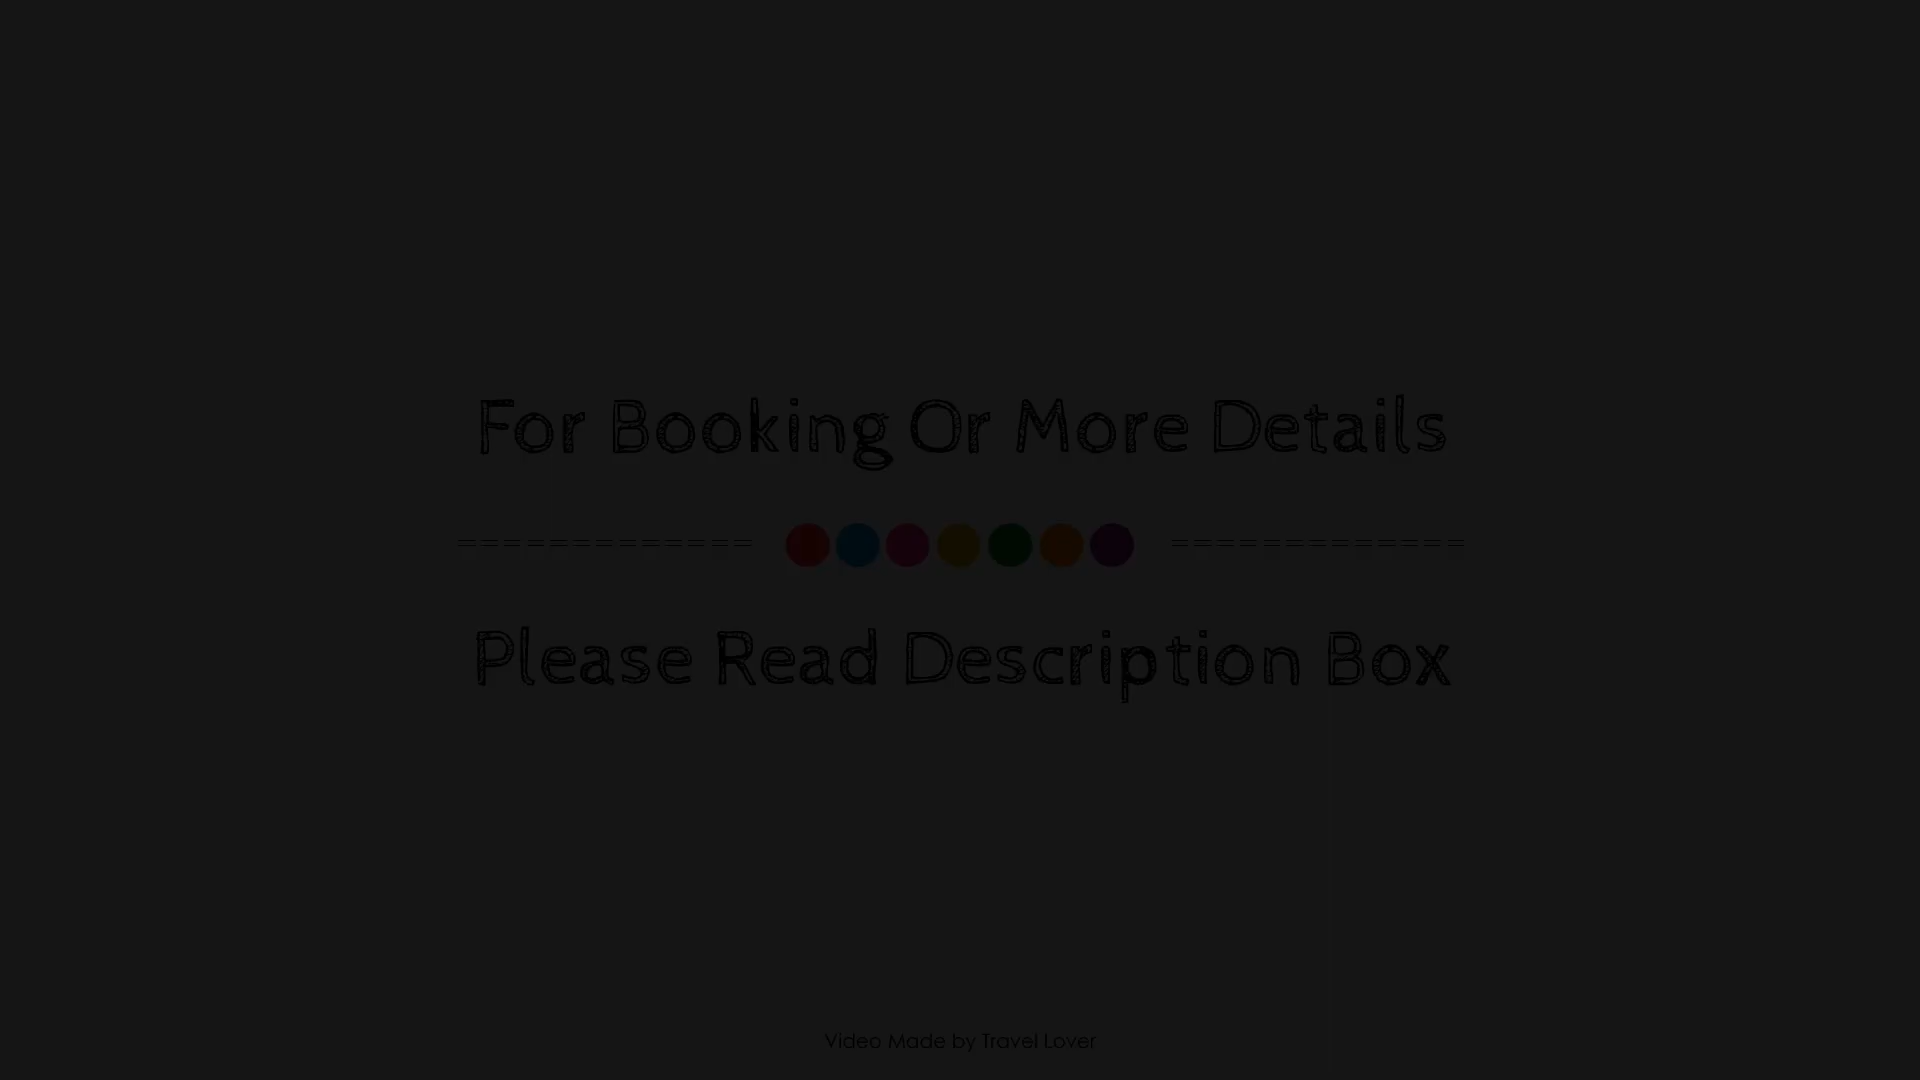 For Booking Or More Details
============= =============
Please Read Description Box
Video Made by Travel Lover